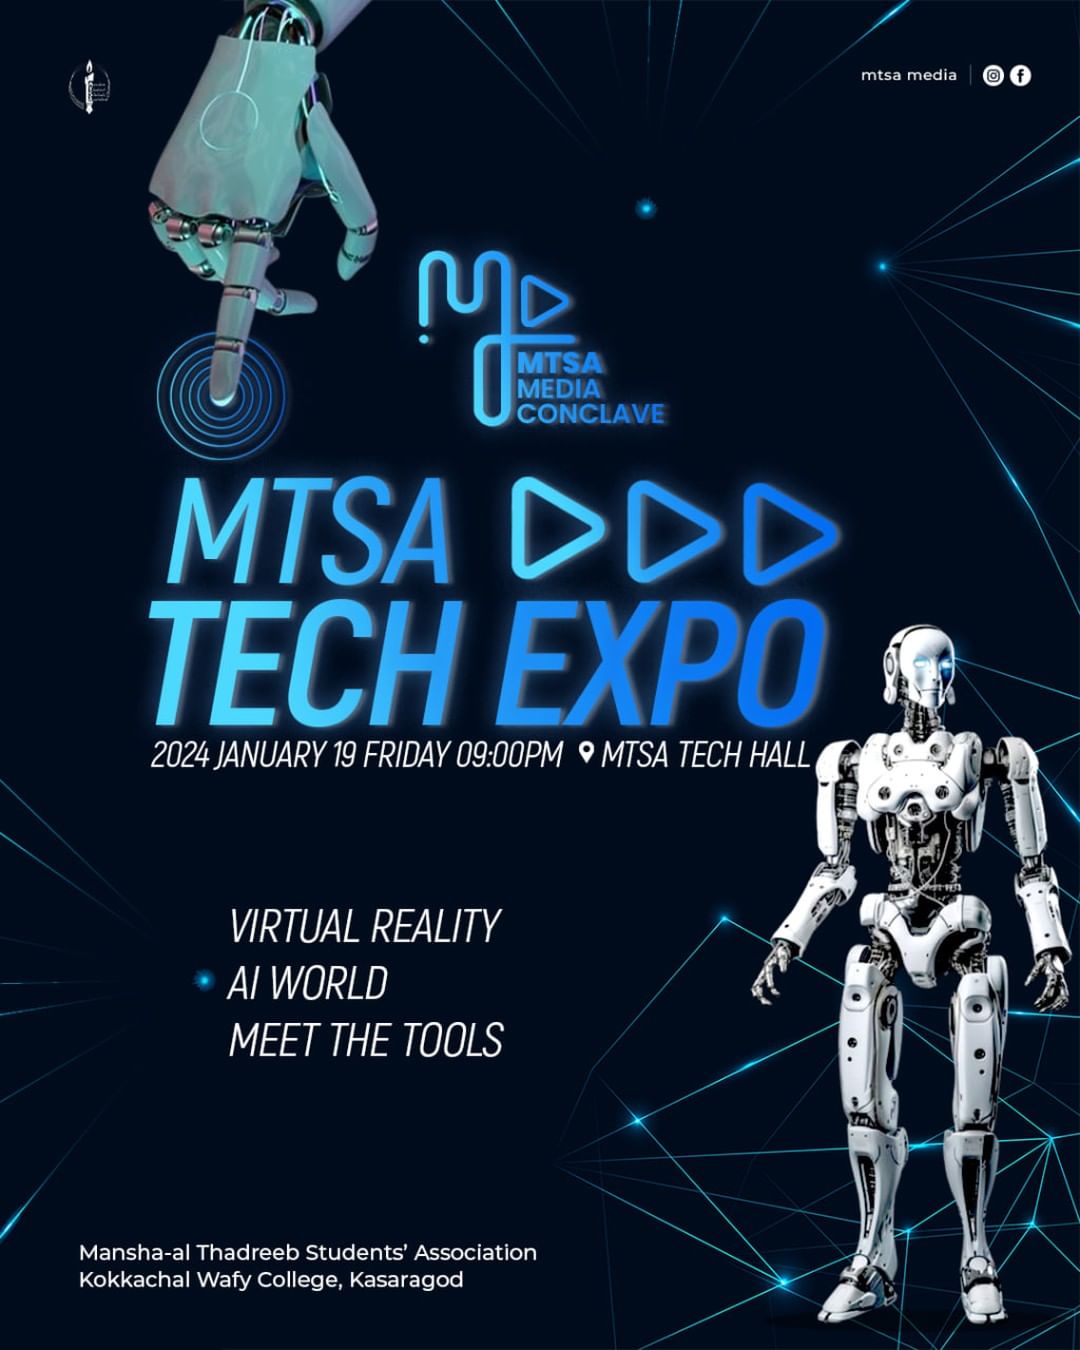 mtsa media
MTSA
MEDIA
CONCLAVE
MTSA
TECH EXPO
2024 JANUARY 19 FRIDAY 09:00PM MTSA TECH HALL
VIRTUAL REALITY
AI WORLD
MEET THE TOOLS
Mansha-al Thadreeb Students’ Association
Kokkachal Wafy College, Kasaragod